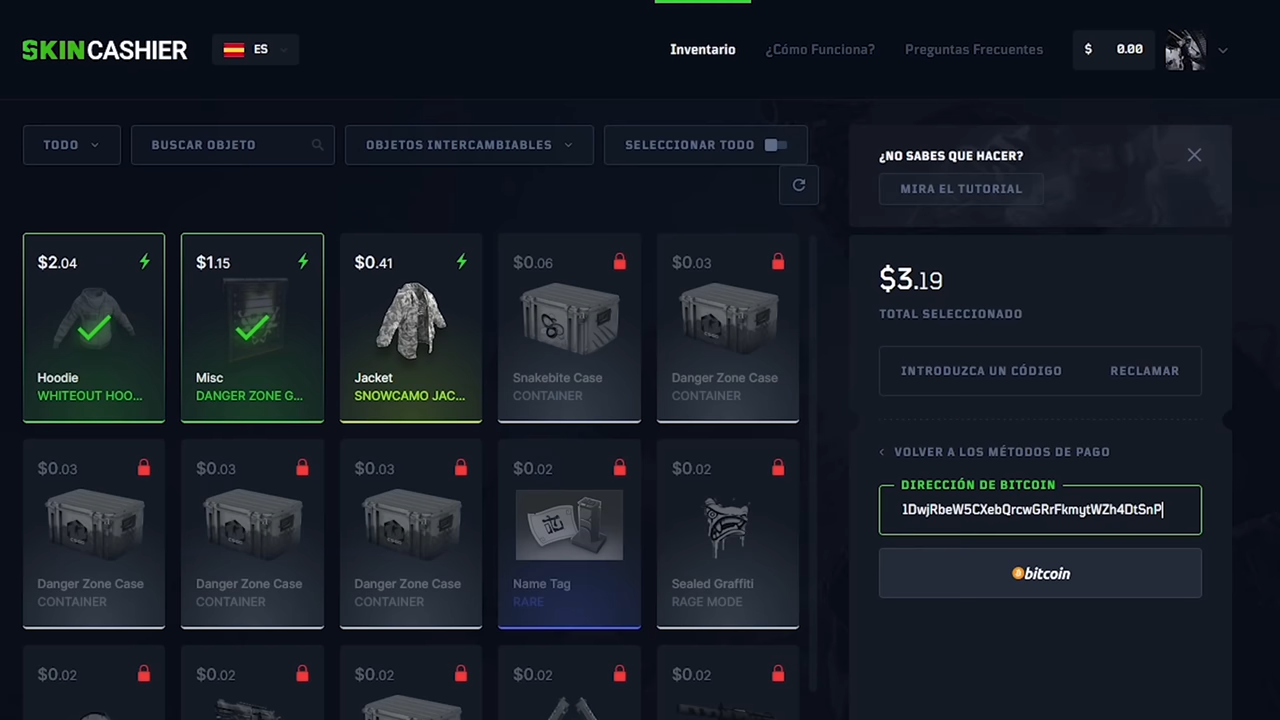 SKINCASHIER
ES
Inventario
¿Cómo Funciona?
Preguntas Frecuentes
$ 0.00
TODO
BUSCAR OBJETO
OBJETOS INTERCAMBIABLES
SELECCIONAR TODO
¿NO SABES QUE HACER?
MIRA EL TUTORIAL
$2.04
Hoodie
WHITEOUT HOO...
$1.15
Misc
DANGER ZONE G...
$0.41
Jacket
SNOWCAMO JAC...
$0.06
Snakebite Case
CONTAINER
$0.03
Danger Zone Case
CONTAINER
$0.03
Danger Zone Case
CONTAINER
$0.03
Danger Zone Case
CONTAINER
$0.03
Danger Zone Case
CONTAINER
$0.02
Name Tag
RARE
$0.02
Sealed Graffiti
RAGE MODE
$0.02
$0.02
$0.02
$0.02
$0.02
$3.19
TOTAL SELECCIONADO
INTRODUZCA UN CÓDIGO
RECLAMAR
VOLVER A LOS MÉTODOS DE PAGO
DIRECCIÓN DE BITCOIN
1DwjRbeW5CXebQrcwGRrFkmytWZh4DtSnP
bitcoin